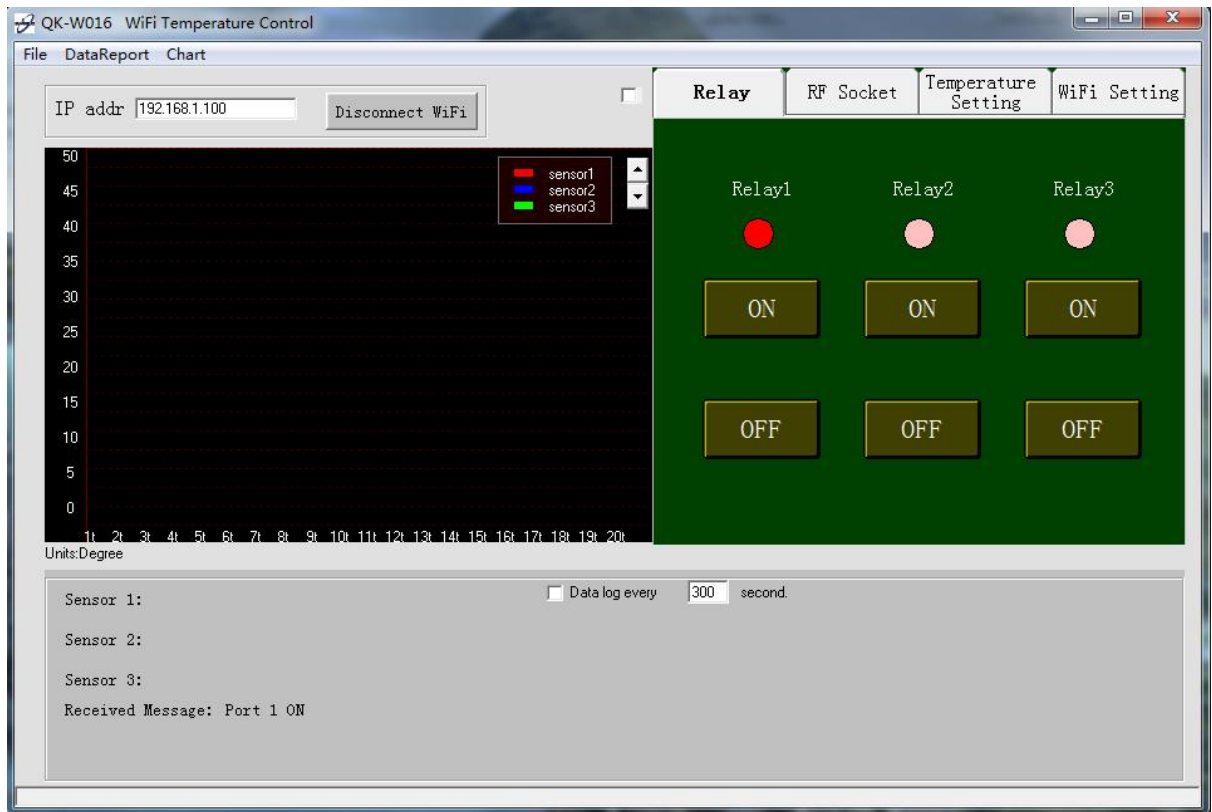 QK-W016 WiFi Temperature Control
File DataReport Chart
IP addr 192.168.1.100 Disconnect WiFi
Relay RF Socket Temperature Setting WiFi Setting
50
45
40
35
30
25
20
15
10
5
0
sensor1
sensor2
sensor3
1t 2t 3t 4t 5t 6t 7t 8t 9t 10t 11t 12t 13t 14t 15t 16t 17t 18t 19t 20t
Units:Degree
Relay1 Relay2 Relay3
ON ON ON
OFF OFF OFF
Sensor 1:
Data log every 300 second.
Sensor 2:
Sensor 3:
Received Message: Port 1 ON